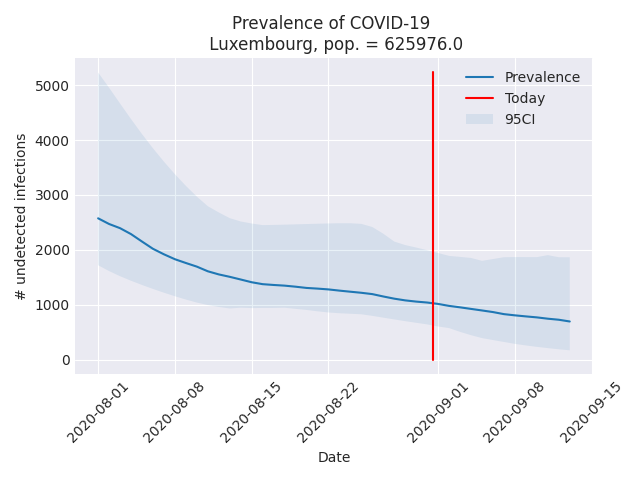 Prevalence of COVID-19
Luxembourg, pop. = 625976.0
Prevalence
Today
95CI
# undetected infections
5000
4000
3000
2000
1000
0
2020-08-01
2020-08-08
2020-08-15
2020-08-22
2020-09-01
2020-09-08
2020-09-15
Date